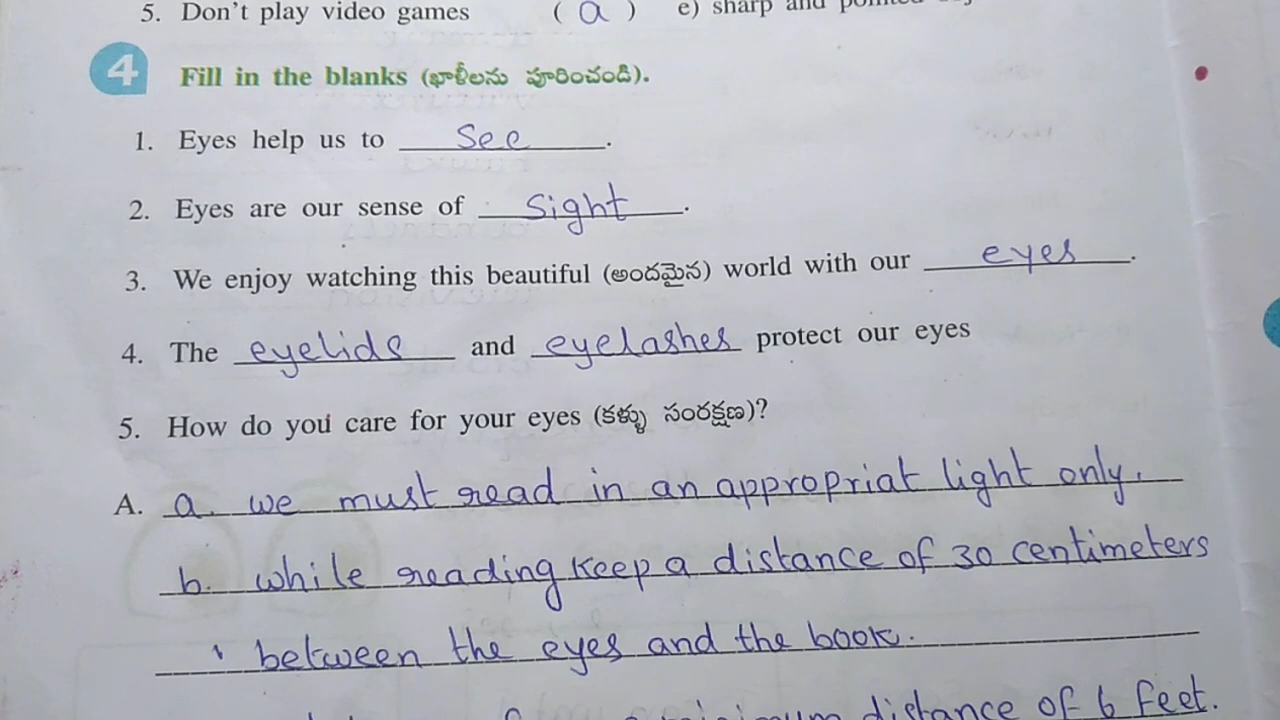 5. Don't play video games ( a ) e) sharp and
4 Fill in the blanks (ఖాళీలను పూరించండి).
1. Eyes help us to see.
2. Eyes are our sense of sight.
3. We enjoy watching this beautiful (అందమైన) world with our eyes.
4. The eyelids and eyelashes protect our eyes
5. How do you care for your eyes (కళ్ళు సంరక్షణ)?
A. a. we must read in an appropriat light only.
b. while reading keep a distance of 30 centimeters
between the eyes and the book.
minimum distance of 6 feet.